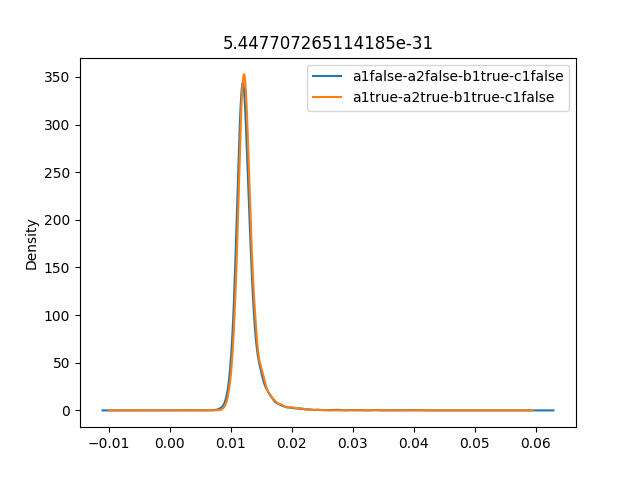 5.447707265114185e-31
a1false-a2false-b1true-c1false
a1true-a2true-b1true-c1false
Density
350
300
250
200
150
100
50
0
−0.01 0.00 0.01 0.02 0.03 0.04 0.05 0.06